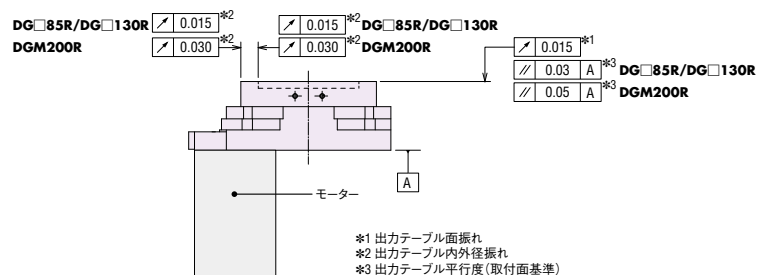 DG□85R/DG□130R ↗ 0.015 *2
DGM200R ↗ 0.030 *2
↗ 0.015 *2 DG□85R/DG□130R
↗ 0.030 *2 DGM200R
↗ 0.015 *1
// 0.03 A *3 DG□85R/DG□130R
// 0.05 A *3 DGM200R
A
モーター
*1 出力テーブル面振れ
*2 出力テーブル内外径振れ
*3 出力テーブル平行度(取付面基準)